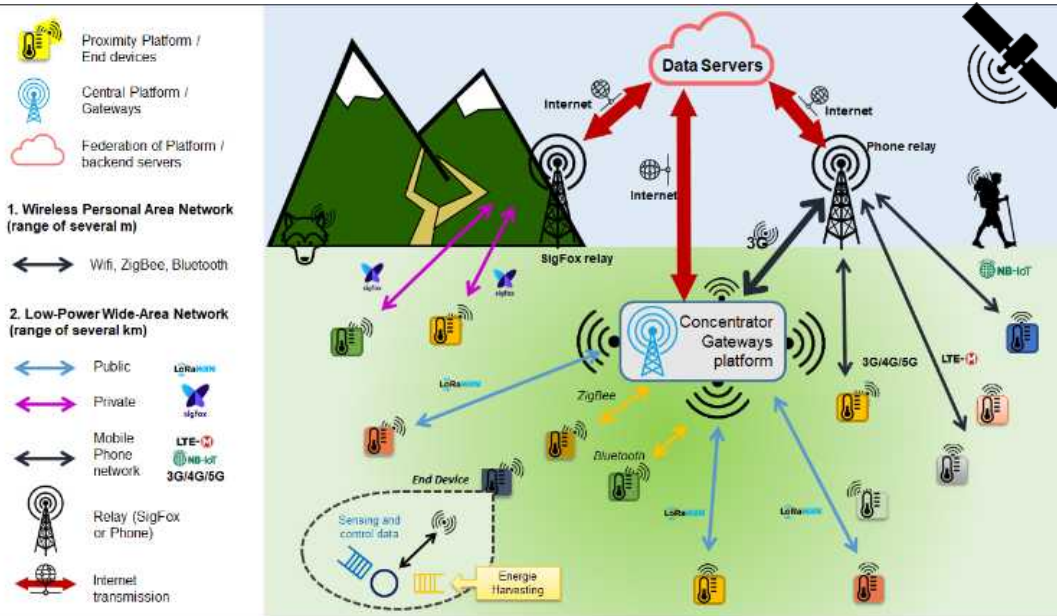 Proximity Platform /
End devices
Central Platform /
Gateways
Federation of Platform /
backend servers
1. Wireless Personal Area Network
(range of several m)
Wifi, ZigBee, Bluetooth
2. Low-Power Wide-Area Network
(range of several km)
Public
LoRaWAN
Private
sigfox
Mobile
Phone
network
LTE-M
NB-IoT
3G/4G/5G
Relay (SigFox
or Phone)
Internet
transmission
Data Servers
Internet
Internet
Internet
Phone relay
SigFox relay
3G
NB-IoT
sigfox
sigfox
Concentrator
Gateways
platform
LoRaWAN
ZigBee
Bluetooth
3G/4G/5G
LTE-M
End Device
LoRaWAN
LoRaWAN
Sensing and
control data
Energie
Harvesting